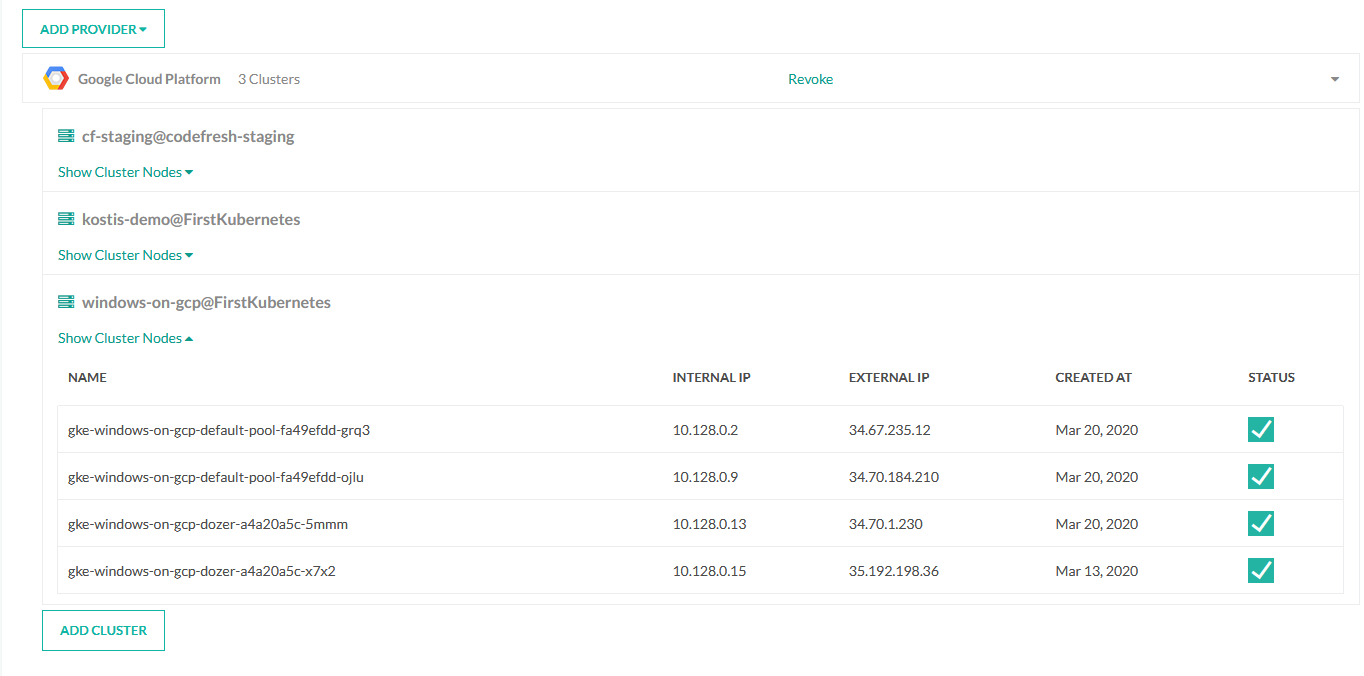 ADD PROVIDER
Google Cloud Platform 3 Clusters Revoke
cf-staging@codefresh-staging
Show Cluster Nodes
kostis-demo@FirstKubernetes
Show Cluster Nodes
windows-on-gcp@FirstKubernetes
Show Cluster Nodes
NAME INTERNAL IP EXTERNAL IP CREATED AT STATUS
gke-windows-on-gcp-default-pool-fa49efdd-grq3 10.128.0.2 34.67.235.12 Mar 20, 2020
gke-windows-on-gcp-default-pool-fa49efdd-ojlu 10.128.0.9 34.70.184.210 Mar 20, 2020
gke-windows-on-gcp-dozer-a4a20a5c-5mmm 10.128.0.13 34.70.1.230 Mar 20, 2020
gke-windows-on-gcp-dozer-a4a20a5c-x7x2 10.128.0.15 35.192.198.36 Mar 13, 2020
ADD CLUSTER